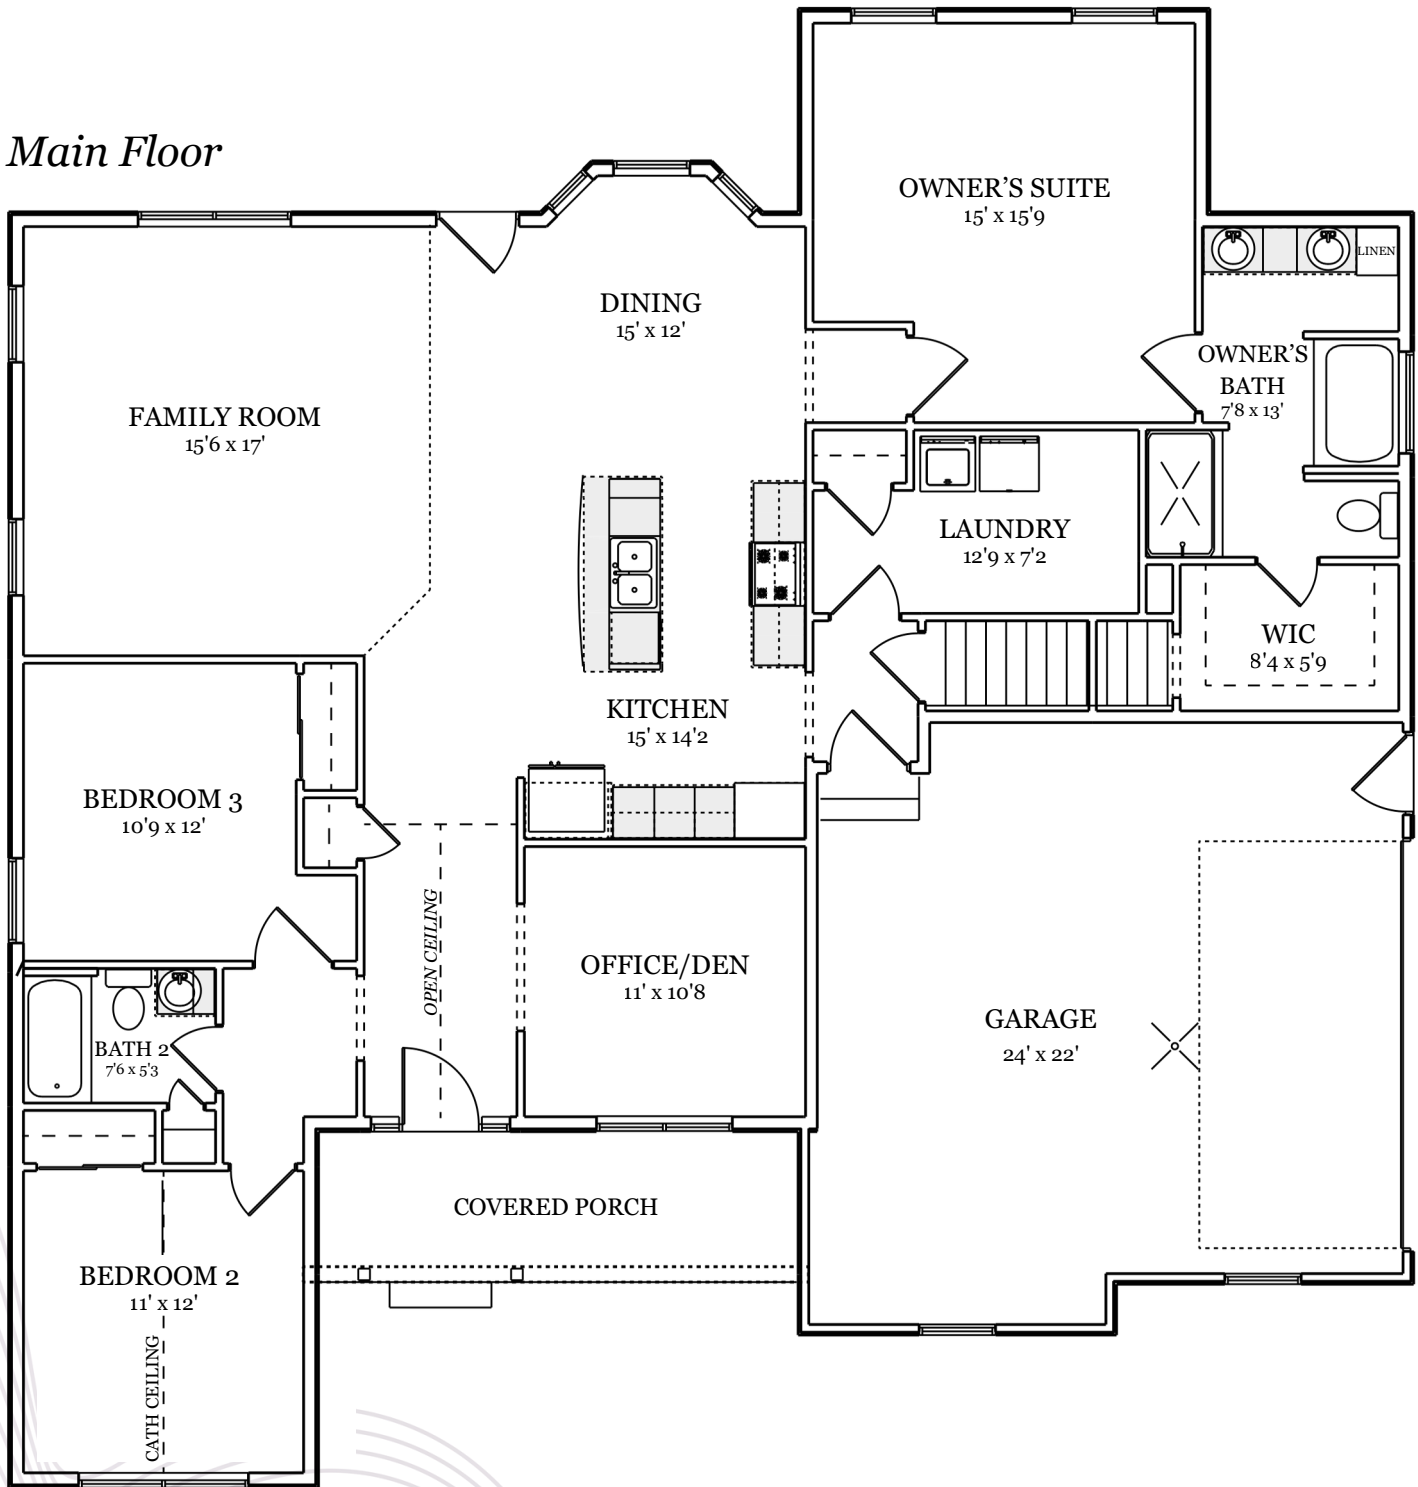 Main Floor
OWNER'S SUITE
15' x 15'9
LINEN
DINING
15' x 12'
OWNER'S
BATH
7'8 x 13'
FAMILY ROOM
15'6 x 17'
LAUNDRY
12'9 x 7'2
WIC
8'4 x 5'9
KITCHEN
15' x 14'2
BEDROOM 3
10'9 x 12'
OPEN CEILING
OFFICE/DEN
11' x 10'8
GARAGE
24' x 22'
BATH 2
7'6 x 5'3
COVERED PORCH
BEDROOM 2
11' x 12'
CATH CEILING